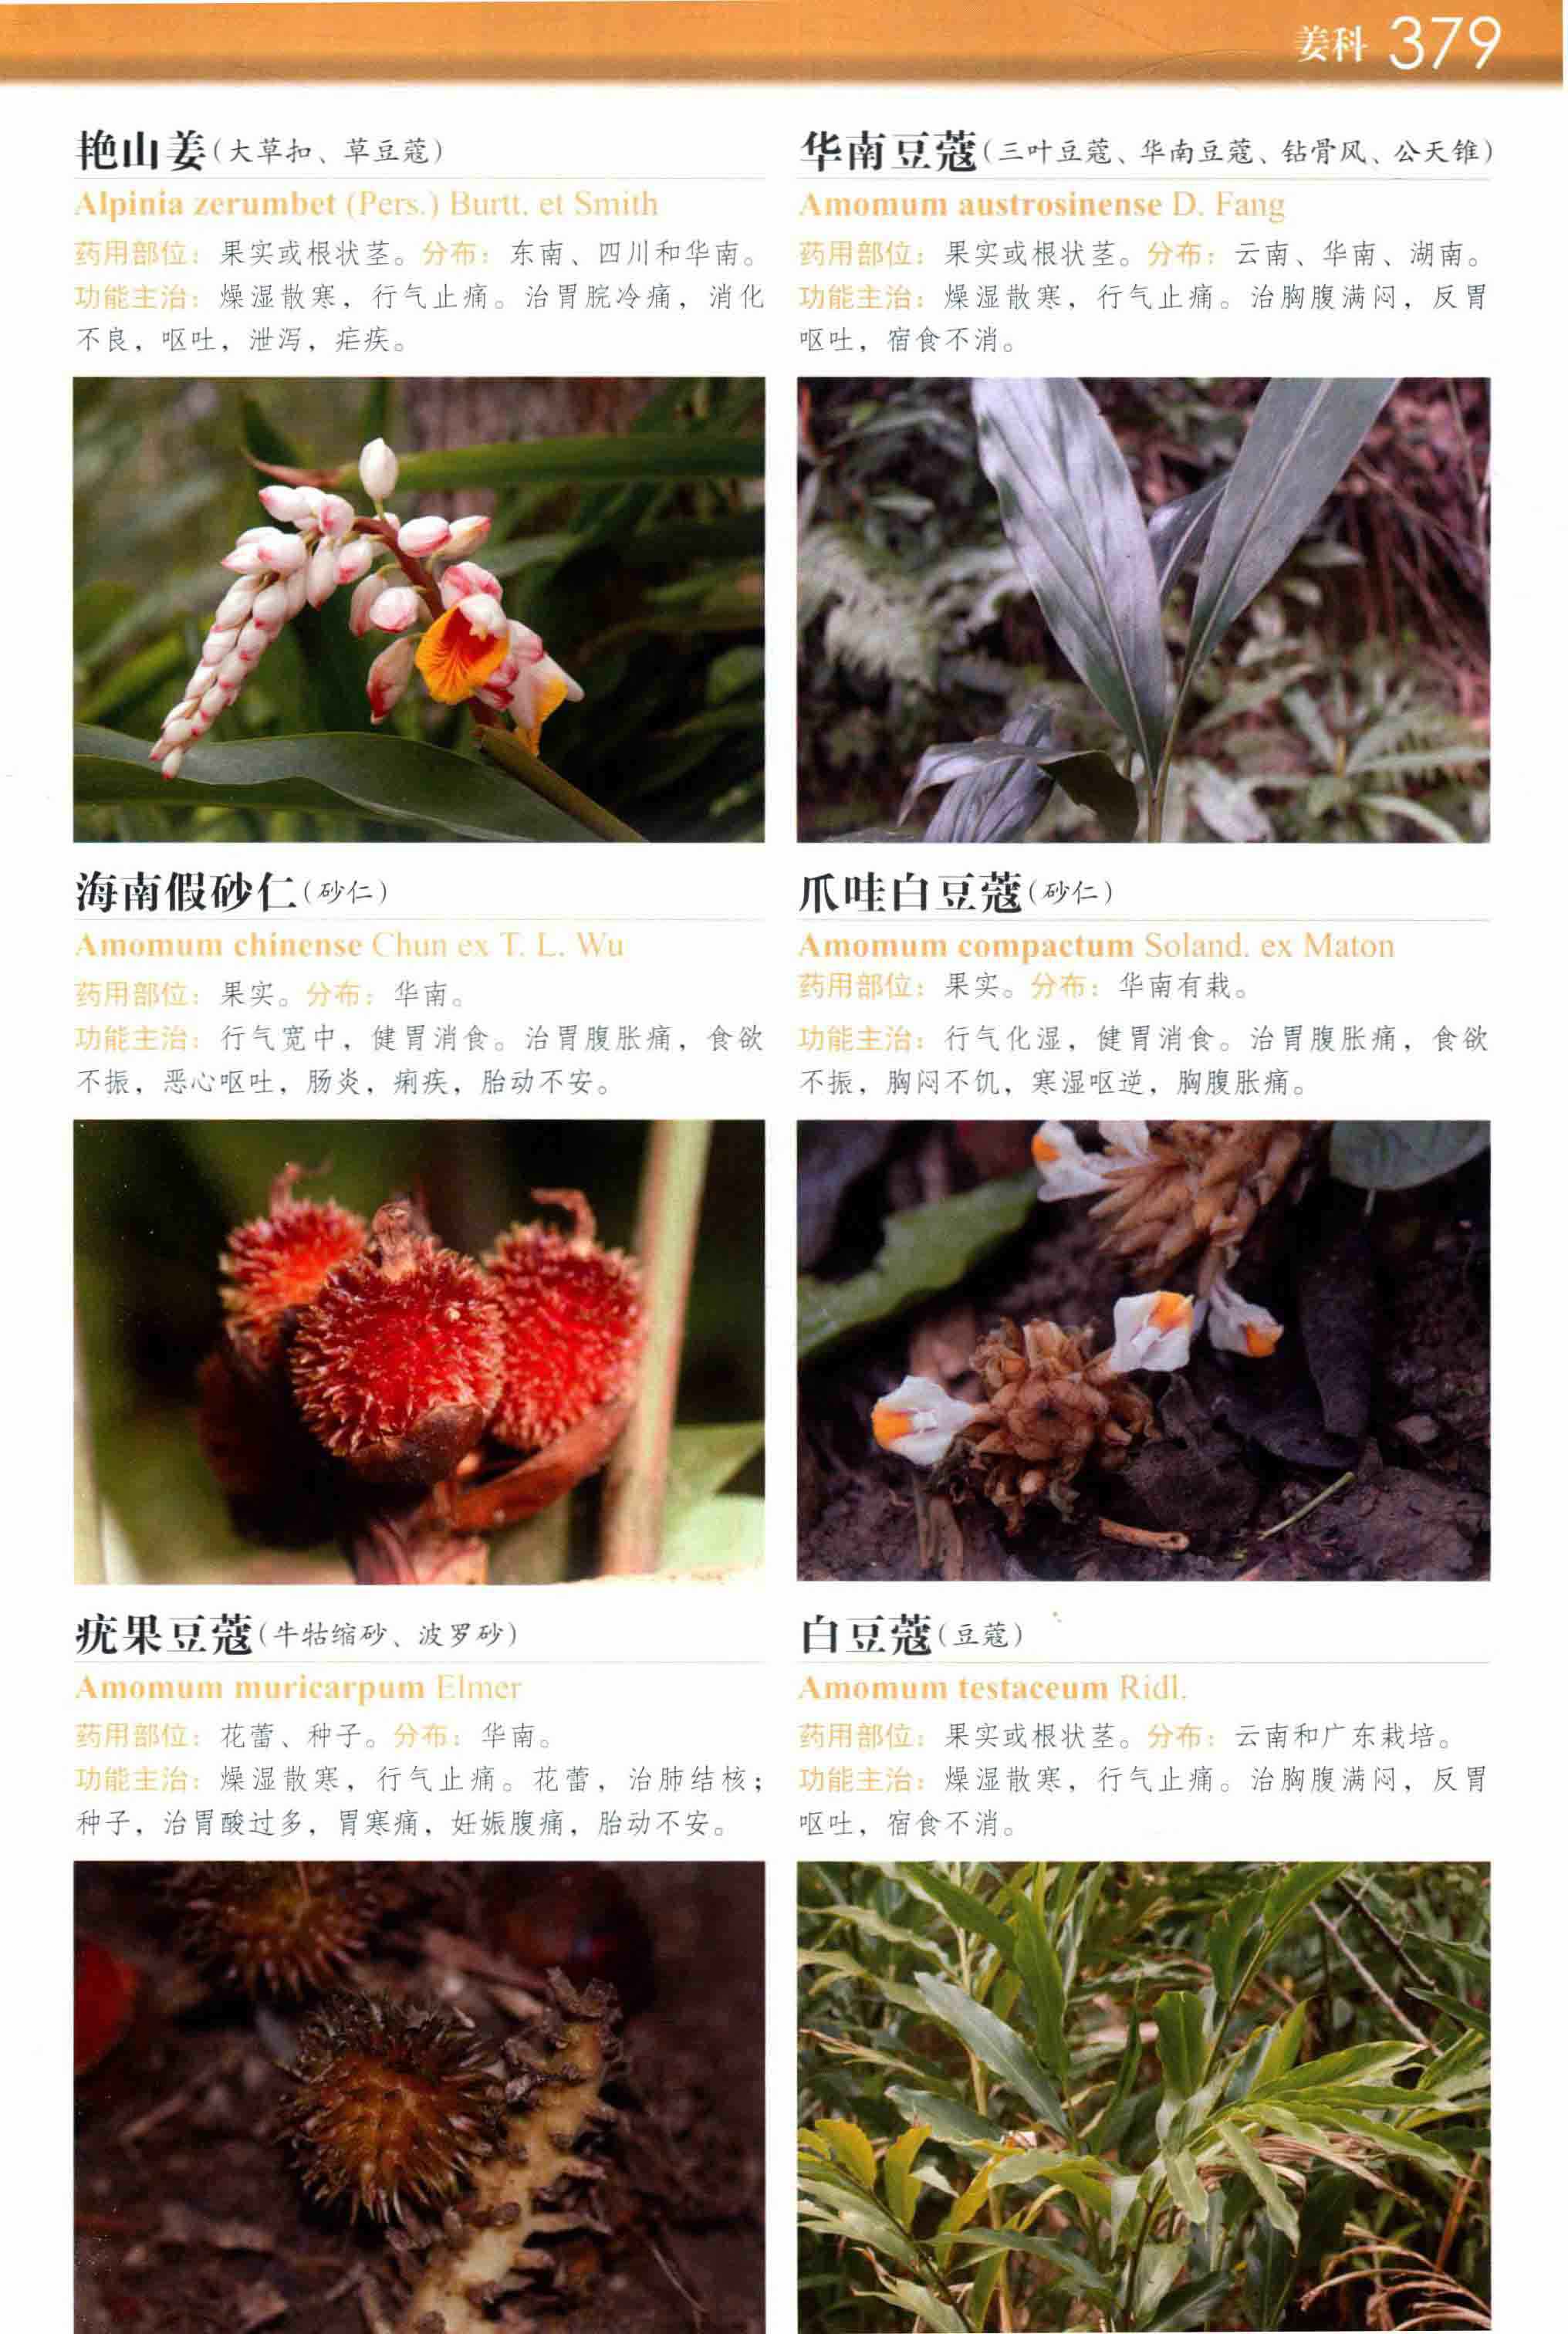 姜科 379
艳山姜(大草扣、草豆蔻)
Alpinia zerumbet (Pers.) Burtt. et Smith
药用部位：果实或根状茎。分布：东南、四川和华南。
功能主治：燥湿散寒，行气止痛。治胃脘冷痛，消化
不良，呕吐，泄泻，疟疾。
海南假砂仁(砂仁)
Amomum chinense Chun ex T. L. Wu
药用部位：果实。分布：华南。
功能主治：行气宽中，健胃消食。治胃腹胀痛，食欲
不振，恶心呕吐，肠炎，痢疾，胎动不安。
疣果豆蔻(牛牯缩砂、波罗砂)
Amomum muricarpum Elmer
药用部位：花蕾、种子。分布：华南。
功能主治：燥湿散寒，行气止痛。花蕾，治肺结核；
种子，治胃酸过多，胃寒痛，妊娠腹痛，胎动不安。
华南豆蔻(三叶豆蔻、华南豆蔻、钻骨风、公天锥)
Amomum austrosinense D. Fang
药用部位：果实或根状茎。分布：云南、华南、湖南。
功能主治：燥湿散寒，行气止痛。治胸腹满闷，反胃
呕吐，宿食不消。
爪哇白豆蔻(砂仁)
Amomum compactum Soland. ex Maton
药用部位：果实。分布：华南有栽。
功能主治：行气化湿，健胃消食。治胃腹胀痛，食欲
不振，胸闷不饥，寒湿呕逆，胸腹胀痛。
白豆蔻(豆蔻)
Amomum testaceum Ridl.
药用部位：果实或根状茎。分布：云南和广东栽培。
功能主治：燥湿散寒，行气止痛。治胸腹满闷，反胃
呕吐，宿食不消。